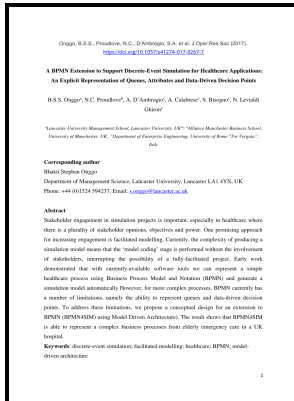 Onggo, B.S.S., Proudlove, N.C., D'Ambrogio, S.A. et al. J Oper Res Soc (2017).
https://doi.org/10.1057/s41274-017-0267-7
A BPMN Extension to Support Discrete-Event Simulation for Healthcare Applications:
An Explicit Representation of Queues, Attributes and Data-Driven Decision Points
B.S.S. Onggoa, N.C. Proudloveb, A. D'Ambrogioc, A. Calabresec, S. Bisognoc, N. Levialdi
Ghironc
aLancaster University Management School, Lancaster University, UK*; bAlliance Manchester Business School,
University of Manchester, UK; cDepartment of Enterprise Engineering, University of Rome "Tor Vergata",
Italy
Corresponding author
Bhakti Stephan Onggo
Department of Management Science, Lancaster University, Lancaster LA1 4YX, UK
Phone: +44 (0)1524 594237, Email: s.onggo@lancaster.ac.uk
Abstract
Stakeholder engagement in simulation projects is important, especially in healthcare where
there is a plurality of stakeholder opinions, objectives and power. One promising approach
for increasing engagement is facilitated modelling. Currently, the complexity of producing a
simulation model means that the 'model coding' stage is performed without the involvement
of stakeholders, interrupting the possibility of a fully-facilitated project. Early work
demonstrated that with currently-available software tools we can represent a simple
healthcare process using Business Process Model and Notation (BPMN) and generate a
simulation model automatically However, for more complex processes, BPMN currently has
a number of limitations, namely the ability to represent queues and data-driven decision
points. To address these limitations, we propose a conceptual design for an extension to
BPMN (BPMN4SIM) using Model Driven Architecture). The result shows that BPMN4SIM
is able to represent a complex business processes from elderly emergency care in a UK
hospital.
Keywords: discrete-event simulation; facilitated modelling; healthcare; BPMN; model-
driven architecture
1